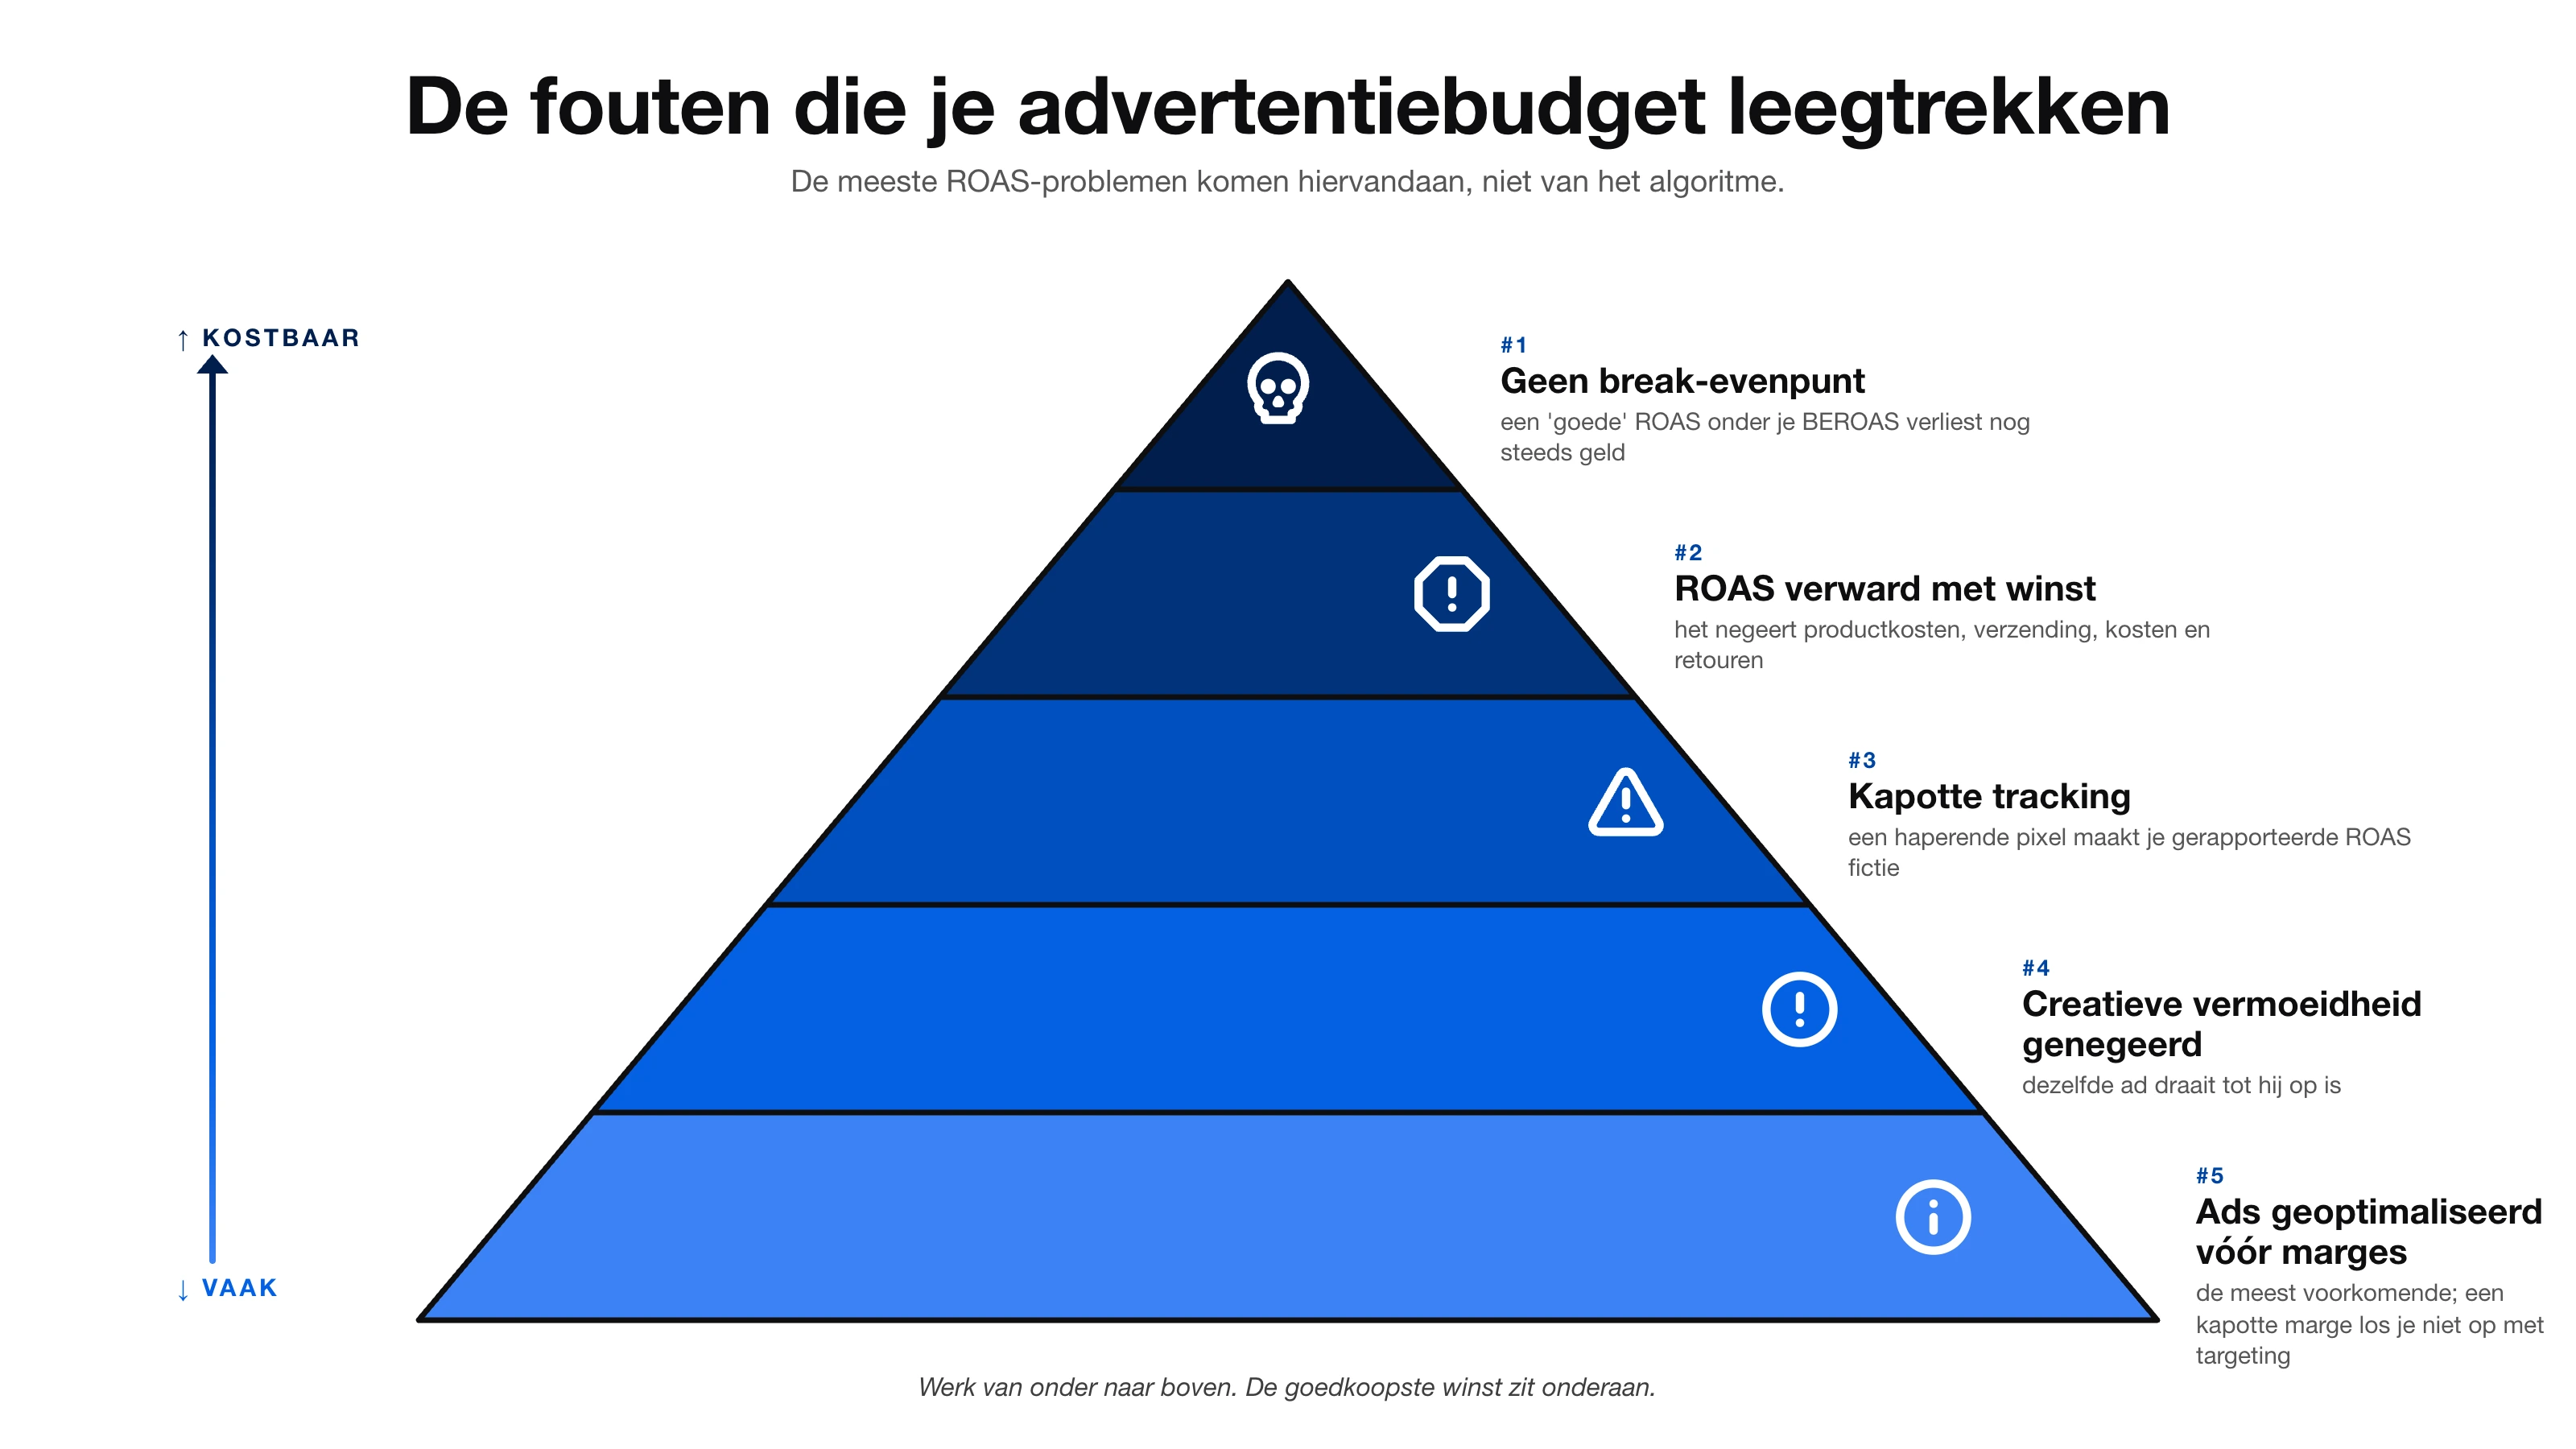 De fouten die je advertentiebudget leegtrekken
De meeste ROAS-problemen komen hiervandaan, niet van het algoritme.
↑ KOSTBAAR
#1
Geen break-evenpunt
een 'goede' ROAS onder je BEROAS verliest nog
steeds geld
#2
ROAS verward met winst
het negeert productkosten, verzending, kosten en
retouren
#3
Kapotte tracking
een haperende pixel maakt je gerapporteerde ROAS
fictie
#4
Creatieve vermoeidheid
genegeerd
dezelfde ad draait tot hij op is
#5
Ads geoptimaliseerd
vóór marges
de meest voorkomende; een
kapotte marge los je niet op met
targeting
↓ VAAK
Werk van onder naar boven. De goedkoopste winst zit onderaan.